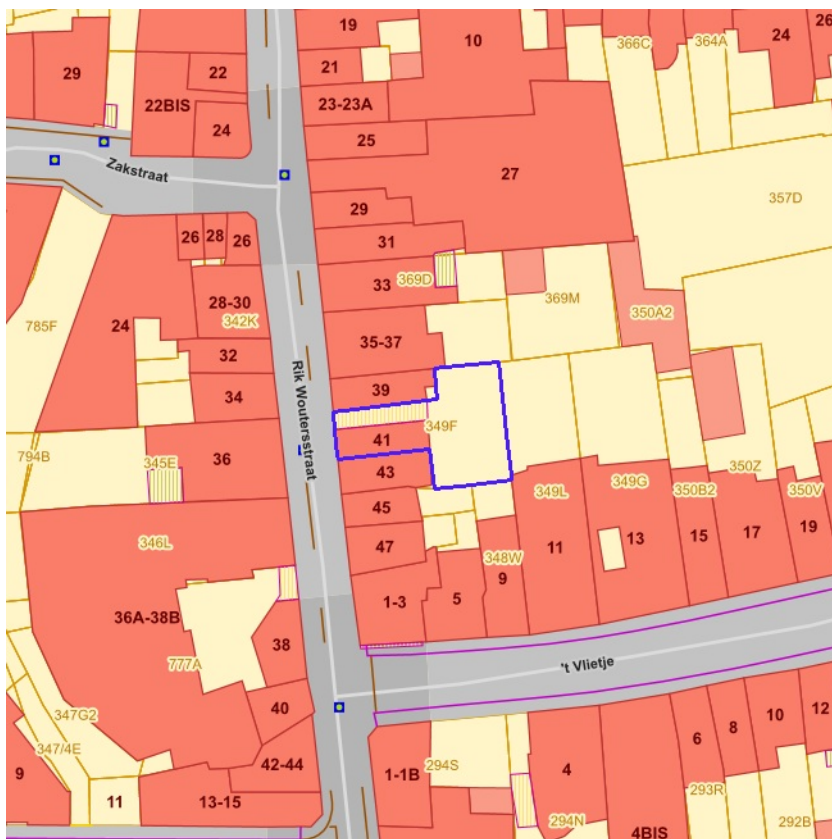 19
10
366C
364A
24
26
29
22
21
22BIS
23-23A
24
25
Zakstraat
27
357D
29
26
28
26
31
33
369D
369M
28-30
342K
350A2
785F
24
35-37
32
34
39
349F
41
Rik Woutersstraat
794B
345E
36
43
349L
349G
350B2
350Z
350V
45
346L
47
348W
11
13
15
17
19
36A-38B
1-3
5
9
38
777A
't Vlietje
347G2
40
347/4E
42-44
6
8
10
12
9
11
13-15
1-1B
294S
4
293R
294N
4BIS
292B